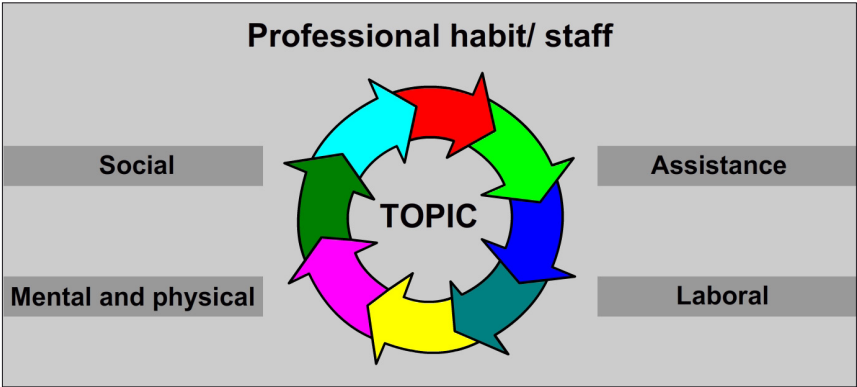 Professional habit/ staff
Social
Assistance
TOPIC
Mental and physical
Laboral